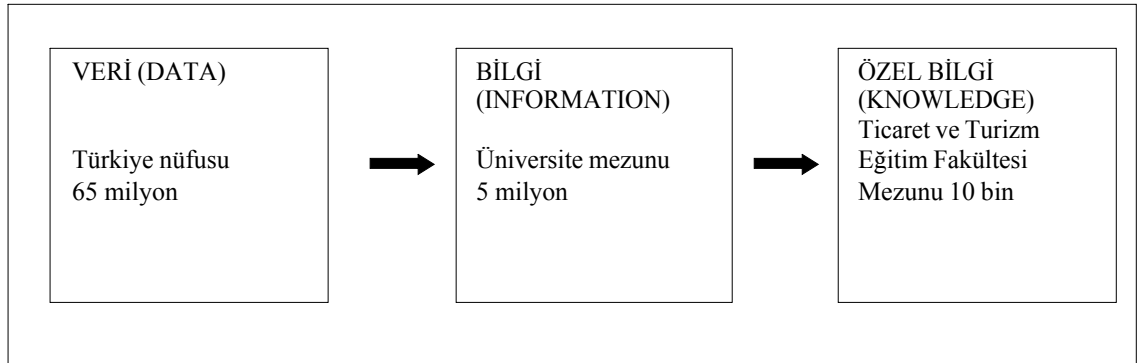 VERİ (DATA)
Türkiye nüfusu
65 milyon
BİLGİ
(INFORMATION)
Üniversite mezunu
5 milyon
ÖZEL BİLGİ
(KNOWLEDGE)
Ticaret ve Turizm
Eğitim Fakültesi
Mezunu 10 bin